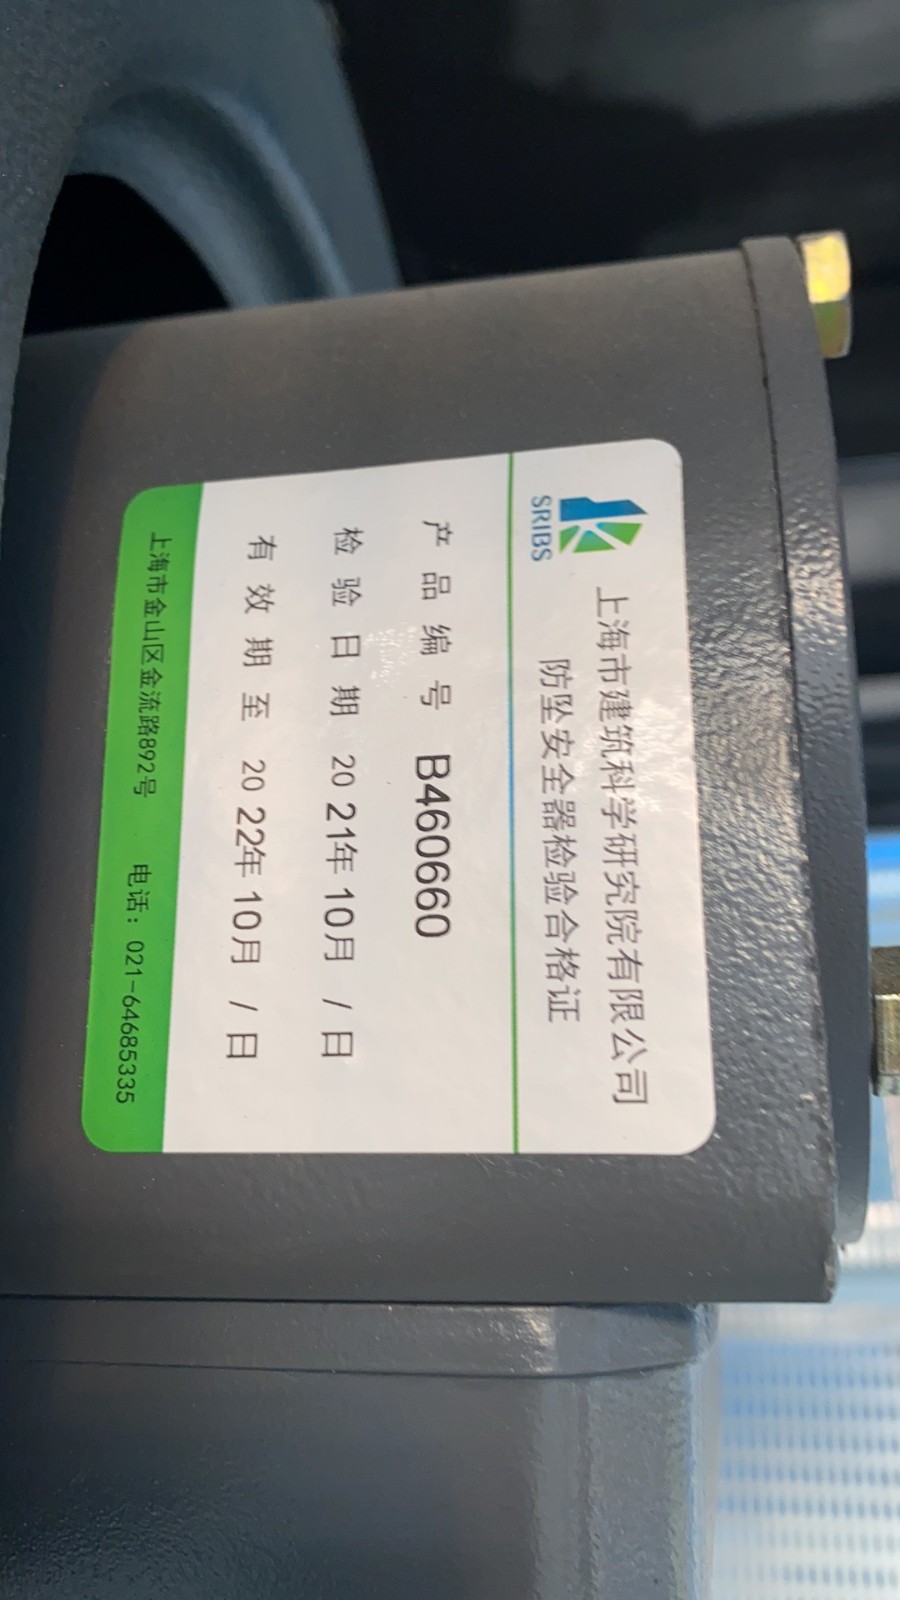 SRIBS
上海市建筑科学研究院有限公司
防坠安全器检验合格证
产品编号 B460660
检验日期 2021年10月 / 日
有效期至 2022年10月 / 日
上海市金山区金流路892号 电话：021-64685335